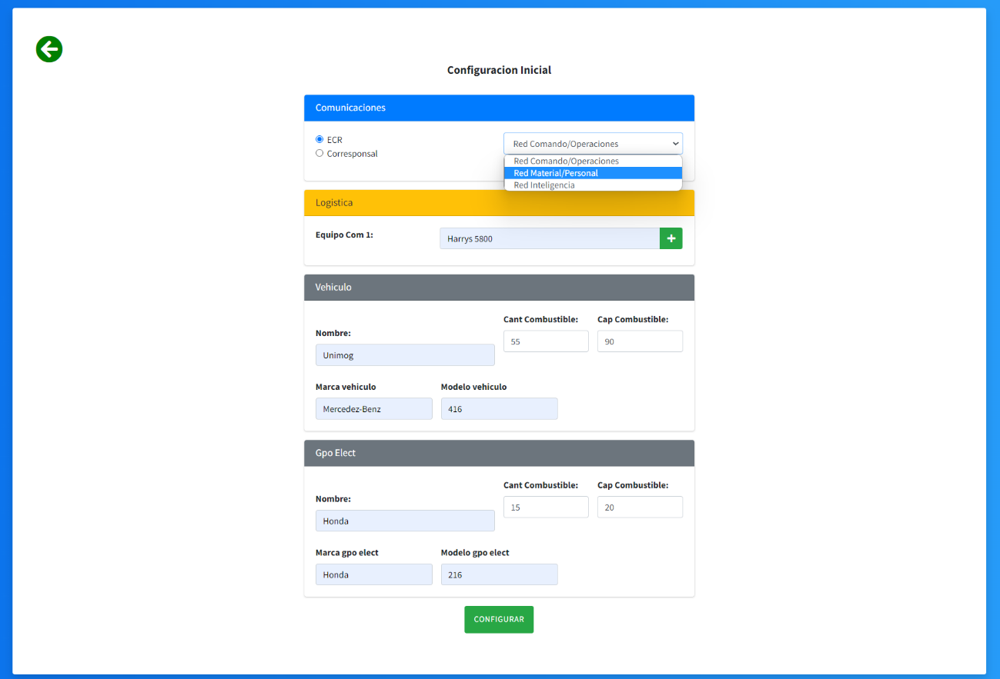 Configuracion Inicial
Comunicaciones
ECR
Corresponsal
Red Comando/Operaciones
Red Comando/Operaciones
Red Material/Personal
Red Inteligencia
Logistica
Equipo Com 1:
Harrys 5800
Vehiculo
Cant Combustible:
Cap Combustible:
55
90
Nombre:
Unimog
Marca vehiculo
Modelo vehiculo
Mercedez-Benz
416
Gpo Elect
Cant Combustible:
Cap Combustible:
15
20
Nombre:
Honda
Marca gpo elect
Modelo gpo elect
Honda
216
CONFIGURAR